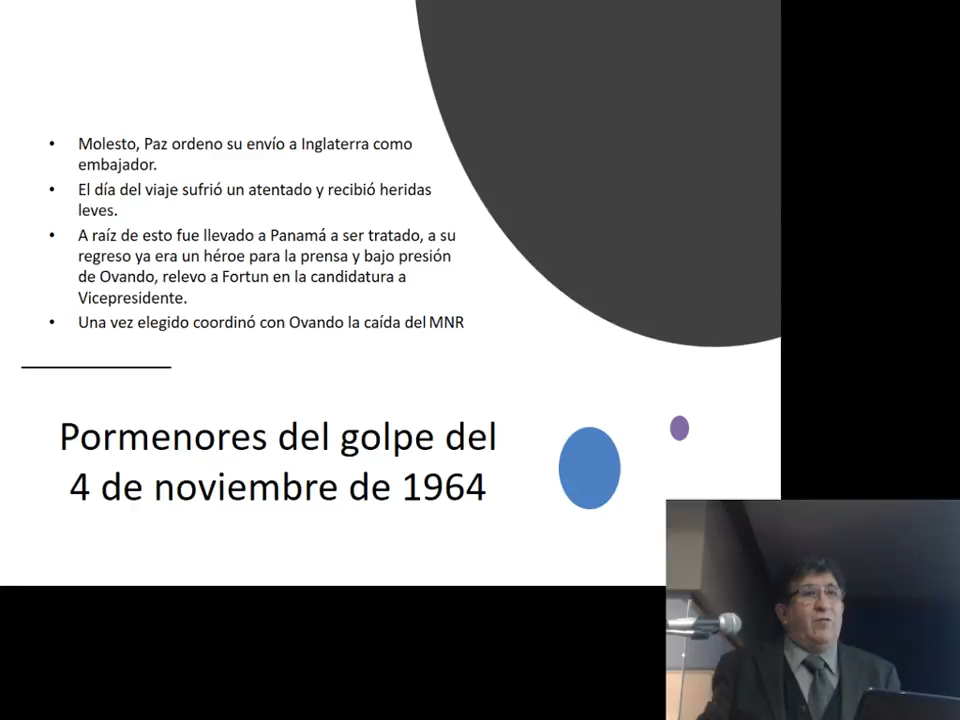 • Molesto, Paz ordeno su envío a Inglaterra como
embajador.
• El día del viaje sufrió un atentado y recibió heridas
leves.
• A raíz de esto fue llevado a Panamá a ser tratado, a su
regreso ya era un héroe para la prensa y bajo presión
de Ovando, relevo a Fortun en la candidatura a
Vicepresidente.
• Una vez elegido coordinó con Ovando la caída del MNR
Pormenores del golpe del
4 de noviembre de 1964